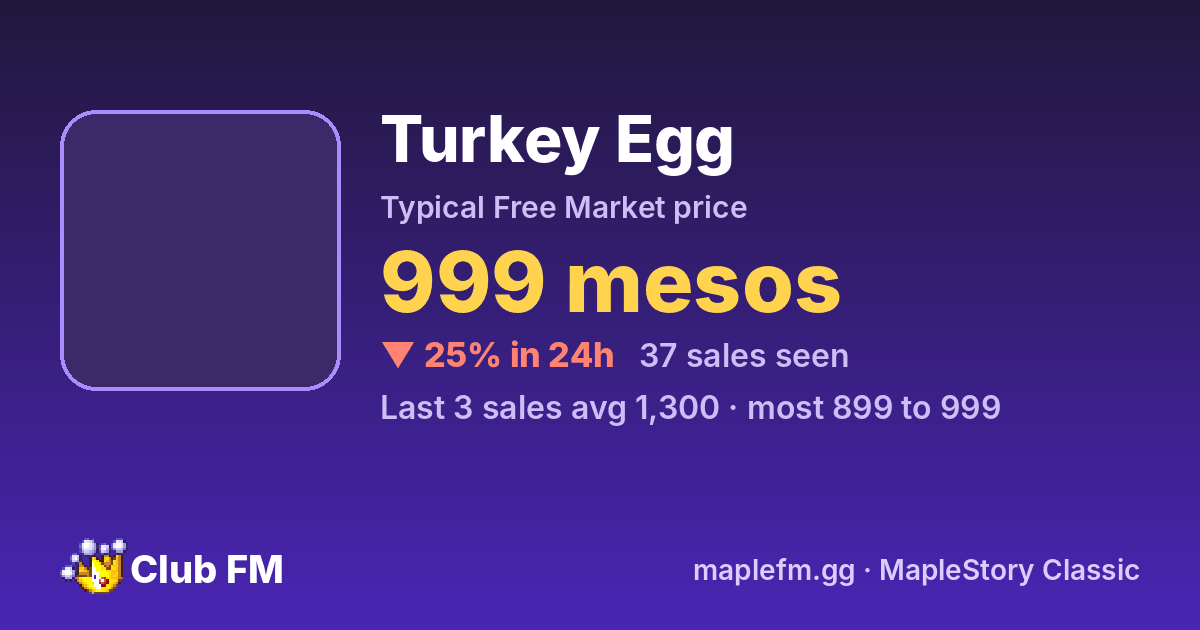 Turkey Egg
Typical Free Market price
999 mesos
▼ 25% in 24h 37 sales seen
Last 3 sales avg 1,300 · most 899 to 999
Club FM
maplefm.gg · MapleStory Classic